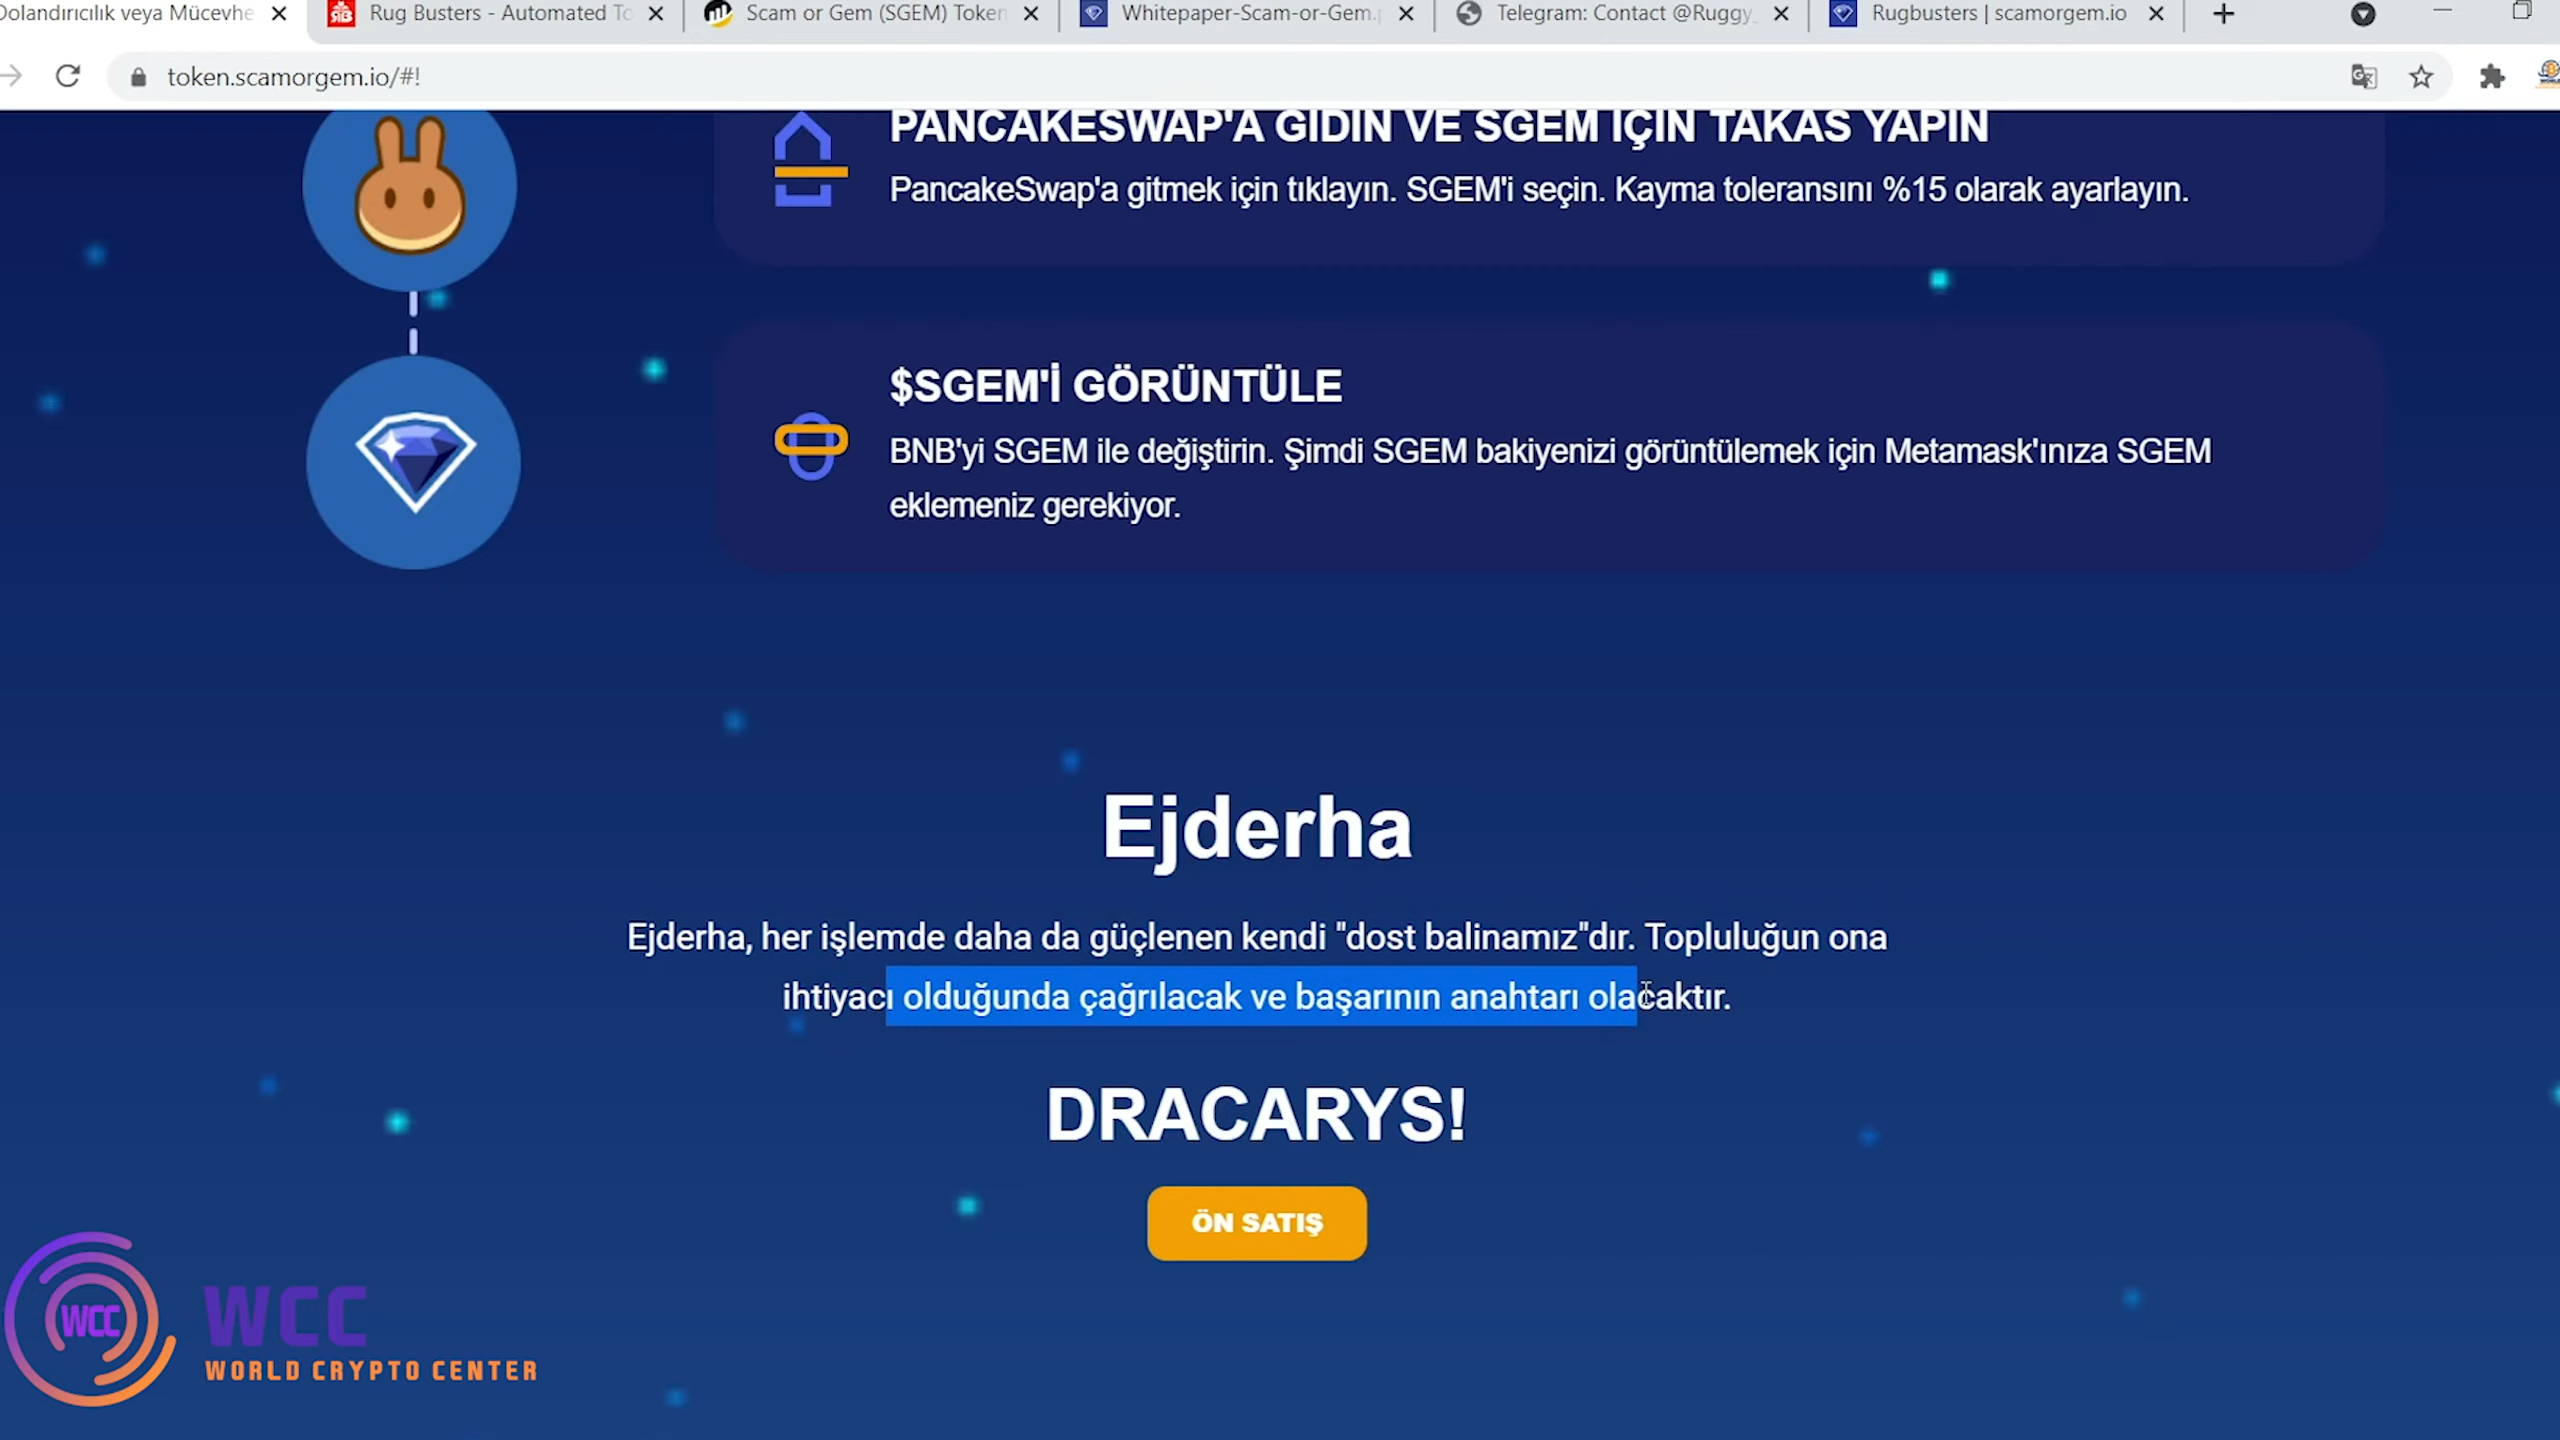 Dolandırıcılık veya Mücevhe
Rug Busters - Automated To
Scam or Gem (SGEM) Token
Whitepaper-Scam-or-Gem.p
Telegram: Contact @Ruggy_
Rugbusters | scamorgem.io
token.scamorgem.io/#!
PANCAKESWAP'A GIDIN VE SGEM IÇIN TAKAS YAPIN
PancakeSwap'a gitmek için tıklayın. SGEM'i seçin. Kayma toleransını %15 olarak ayarlayın.
$SGEM'İ GÖRÜNTÜLE
BNB'yi SGEM ile değiştirin. Şimdi SGEM bakiyenizi görüntülemek için Metamask'ınıza SGEM
eklemeniz gerekiyor.
Ejderha
Ejderha, her işlemde daha da güçlenen kendi "dost balinamız"dır. Topluluğun ona
ihtiyacı olduğunda çağrılacak ve başarının anahtarı olacaktır.
DRACARYS!
ÖN SATIŞ
WCC
WCC
WORLD CRYPTO CENTER